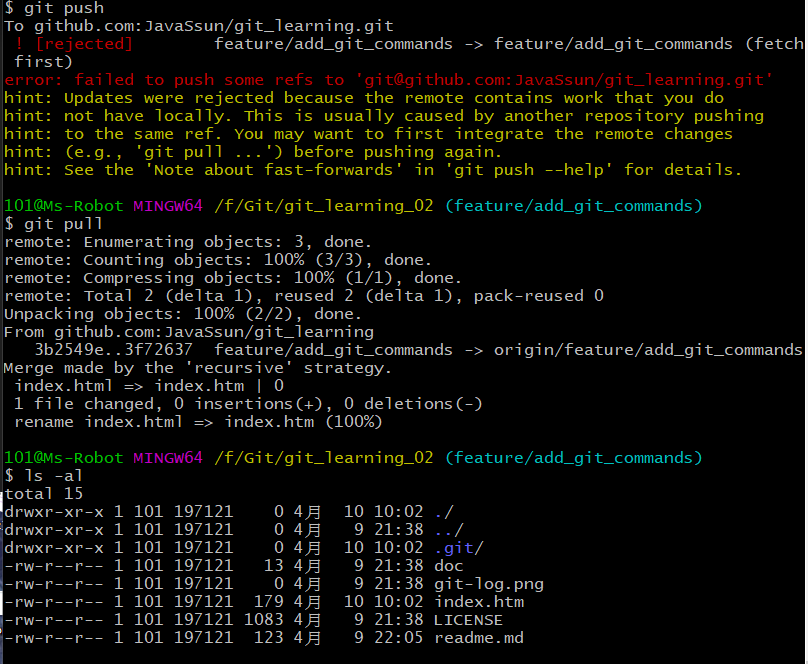 $ git push
To github.com:JavaSsun/git_learning.git
 ! [rejected]        feature/add_git_commands -> feature/add_git_commands (fetch
 first)
error: failed to push some refs to 'git@github.com:JavaSsun/git_learning.git'
hint: Updates were rejected because the remote contains work that you do
hint: not have locally. This is usually caused by another repository pushing
hint: to the same ref. You may want to first integrate the remote changes
hint: (e.g., 'git pull ...') before pushing again.
hint: See the 'Note about fast-forwards' in 'git push --help' for details.
101@Ms-Robot MINGW64 /f/Git/git_learning_02 (feature/add_git_commands)
$ git pull
remote: Enumerating objects: 3, done.
remote: Counting objects: 100% (3/3), done.
remote: Compressing objects: 100% (1/1), done.
remote: Total 2 (delta 1), reused 2 (delta 1), pack-reused 0
Unpacking objects: 100% (2/2), done.
From github.com:JavaSsun/git_learning
   3b2549e..3f72637  feature/add_git_commands -> origin/feature/add_git_commands
Merge made by the 'recursive' strategy.
 index.html => index.htm | 0
 1 file changed, 0 insertions(+), 0 deletions(-)
 rename index.html => index.htm (100%)
101@Ms-Robot MINGW64 /f/Git/git_learning_02 (feature/add_git_commands)
$ ls -al
total 15
drwxr-xr-x 1 101 197121    0 4月  10 10:02 ./
drwxr-xr-x 1 101 197121    0 4月   9 21:38 ../
drwxr-xr-x 1 101 197121    0 4月  10 10:02 .git/
-rw-r--r-- 1 101 197121   13 4月   9 21:38 doc
-rw-r--r-- 1 101 197121    0 4月   9 21:38 git-log.png
-rw-r--r-- 1 101 197121  179 4月  10 10:02 index.htm
-rw-r--r-- 1 101 197121 1083 4月   9 21:38 LICENSE
-rw-r--r-- 1 101 197121  123 4月   9 22:05 readme.md